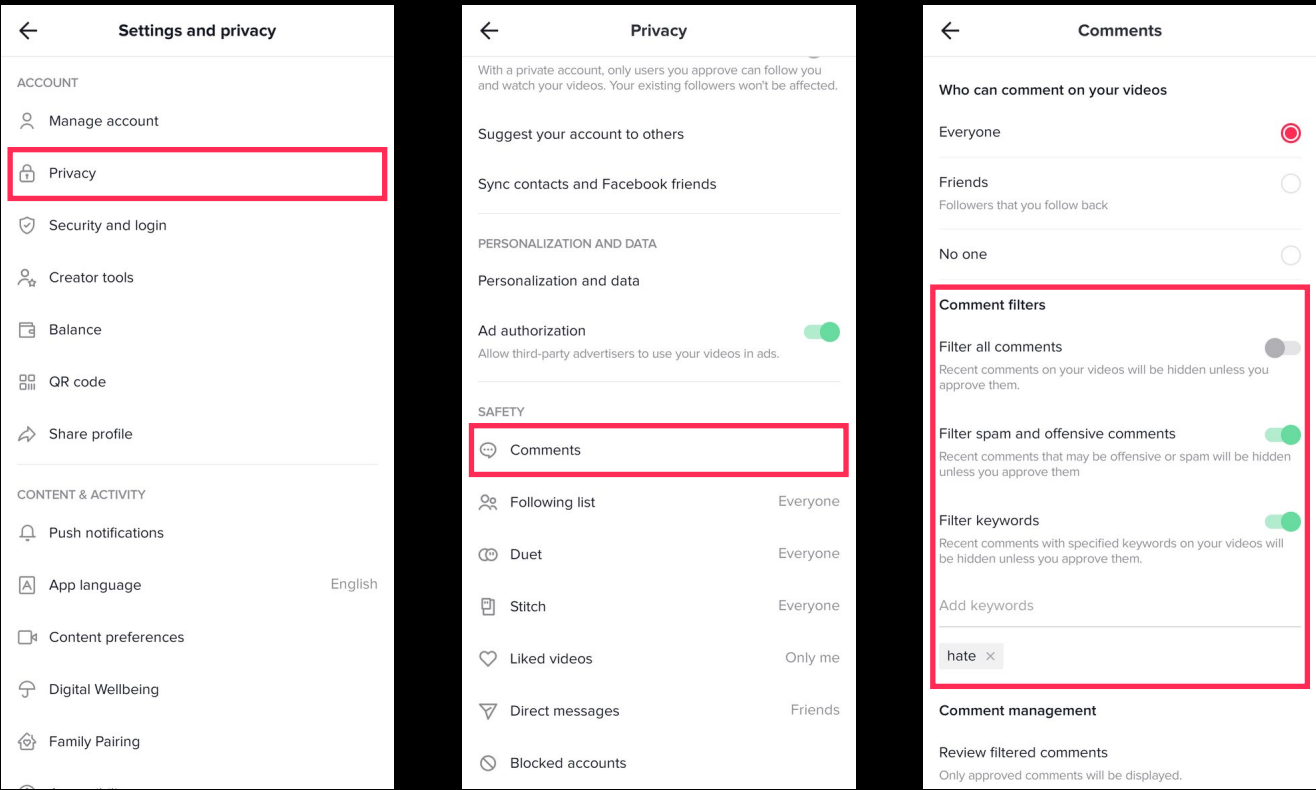 Settings and privacy
ACCOUNT
Manage account
Privacy
Security and login
Creator tools
Balance
QR code
Share profile
CONTENT & ACTIVITY
Push notifications
App language English
Content preferences
Digital Wellbeing
Family Pairing
Privacy
With a private account, only users you approve can follow you
and watch your videos. Your existing followers won't be affected.
Suggest your account to others
Sync contacts and Facebook friends
PERSONALIZATION AND DATA
Personalization and data
Ad authorization
Allow third-party advertisers to use your videos in ads.
SAFETY
Comments
Following list Everyone
Duet Everyone
Stitch Everyone
Liked videos Only me
Direct messages Friends
Blocked accounts
Comments
Who can comment on your videos
Everyone
Friends
Followers that you follow back
No one
Comment filters
Filter all comments
Recent comments on your videos will be hidden unless you
approve them.
Filter spam and offensive comments
Recent comments that may be offensive or spam will be hidden
unless you approve them
Filter keywords
Recent comments with specified keywords on your videos will
be hidden unless you approve them.
Add keywords
hate ×
Comment management
Review filtered comments
Only approved comments will be displayed.